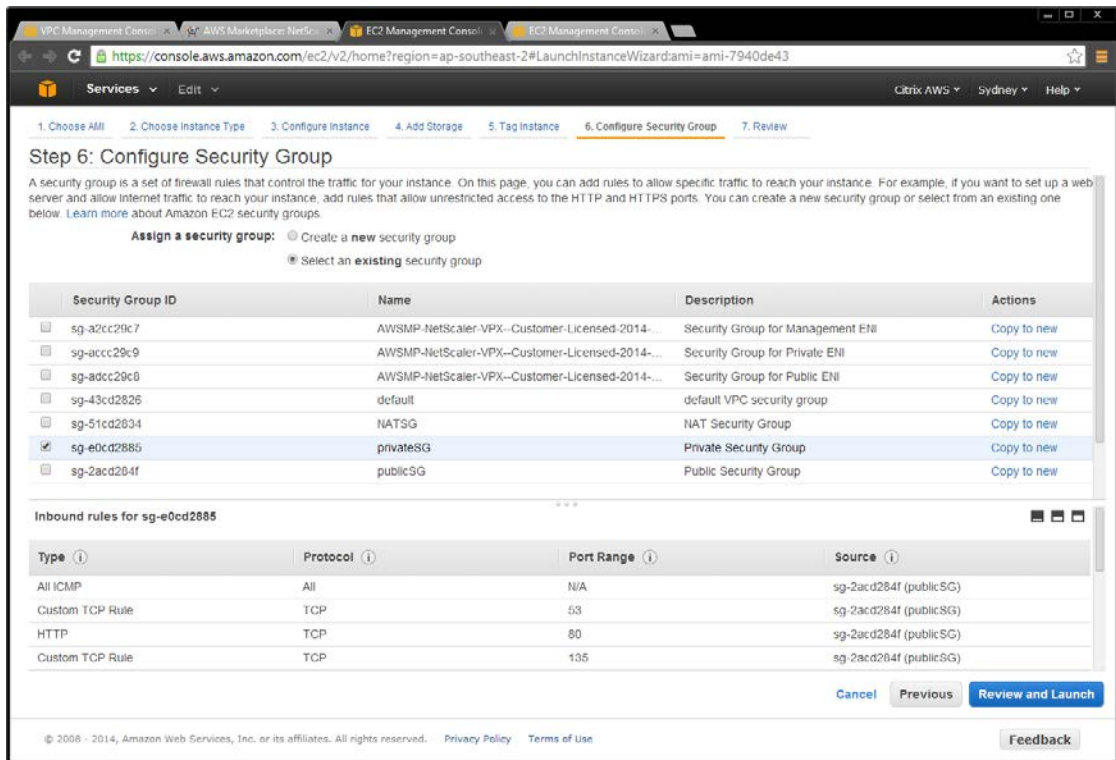 VPC Management Consol
AWS Marketplace: NetSca
EC2 Management Consol
EC2 Management Consol
https://console.aws.amazon.com/ec2/v2/home?region=ap-southeast-2#LaunchInstanceWizard:ami=ami-7940de43
Services Edit Citrix AWS Sydney Help
1. Choose AMI 2. Choose Instance Type 3. Configure Instance 4. Add Storage 5. Tag Instance 6. Configure Security Group 7. Review
Step 6: Configure Security Group
A security group is a set of firewall rules that control the traffic for your instance. On this page, you can add rules to allow specific traffic to reach your instance. For example, if you want to set up a web
server and allow Internet traffic to reach your instance, add rules that allow unrestricted access to the HTTP and HTTPS ports. You can create a new security group or select from an existing one
below. Learn more about Amazon EC2 security groups.
Assign a security group: Create a new security group
Select an existing security group
Security Group ID Name Description Actions
sg-a2cc29c7 AWSMP-NetScaler-VPX--Customer-Licensed-2014-... Security Group for Management ENI Copy to new
sg-accc29c9 AWSMP-NetScaler-VPX--Customer-Licensed-2014-... Security Group for Private ENI Copy to new
sg-adcc29c8 AWSMP-NetScaler-VPX--Customer-Licensed-2014-... Security Group for Public ENI Copy to new
sg-43cd2826 default default VPC security group Copy to new
sg-51cd2834 NATSG NAT Security Group Copy to new
sg-e0cd2885 privateSG Private Security Group Copy to new
sg-2acd284f publicSG Public Security Group Copy to new
Inbound rules for sg-e0cd2885
Type Protocol Port Range Source
All ICMP All N/A sg-2acd284f (publicSG)
Custom TCP Rule TCP 53 sg-2acd284f (publicSG)
HTTP TCP 80 sg-2acd284f (publicSG)
Custom TCP Rule TCP 135 sg-2acd284f (publicSG)
Cancel Previous Review and Launch
© 2008 - 2014, Amazon Web Services, Inc. or its affiliates. All rights reserved. Privacy Policy Terms of Use Feedback